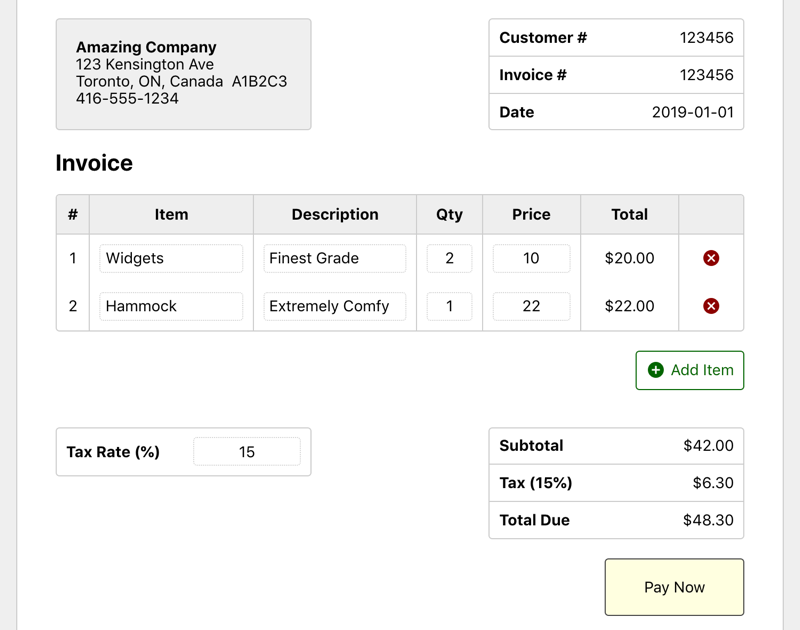 Amazing Company
123 Kensington Ave
Toronto, ON, Canada  A1B2C3
416-555-1234
Customer # 123456
Invoice # 123456
Date 2019-01-01
Invoice
# Item Description Qty Price Total
1 Widgets Finest Grade 2 10 $20.00
2 Hammock Extremely Comfy 1 22 $22.00
Add Item
Tax Rate (%) 15
Subtotal $42.00
Tax (15%) $6.30
Total Due $48.30
Pay Now